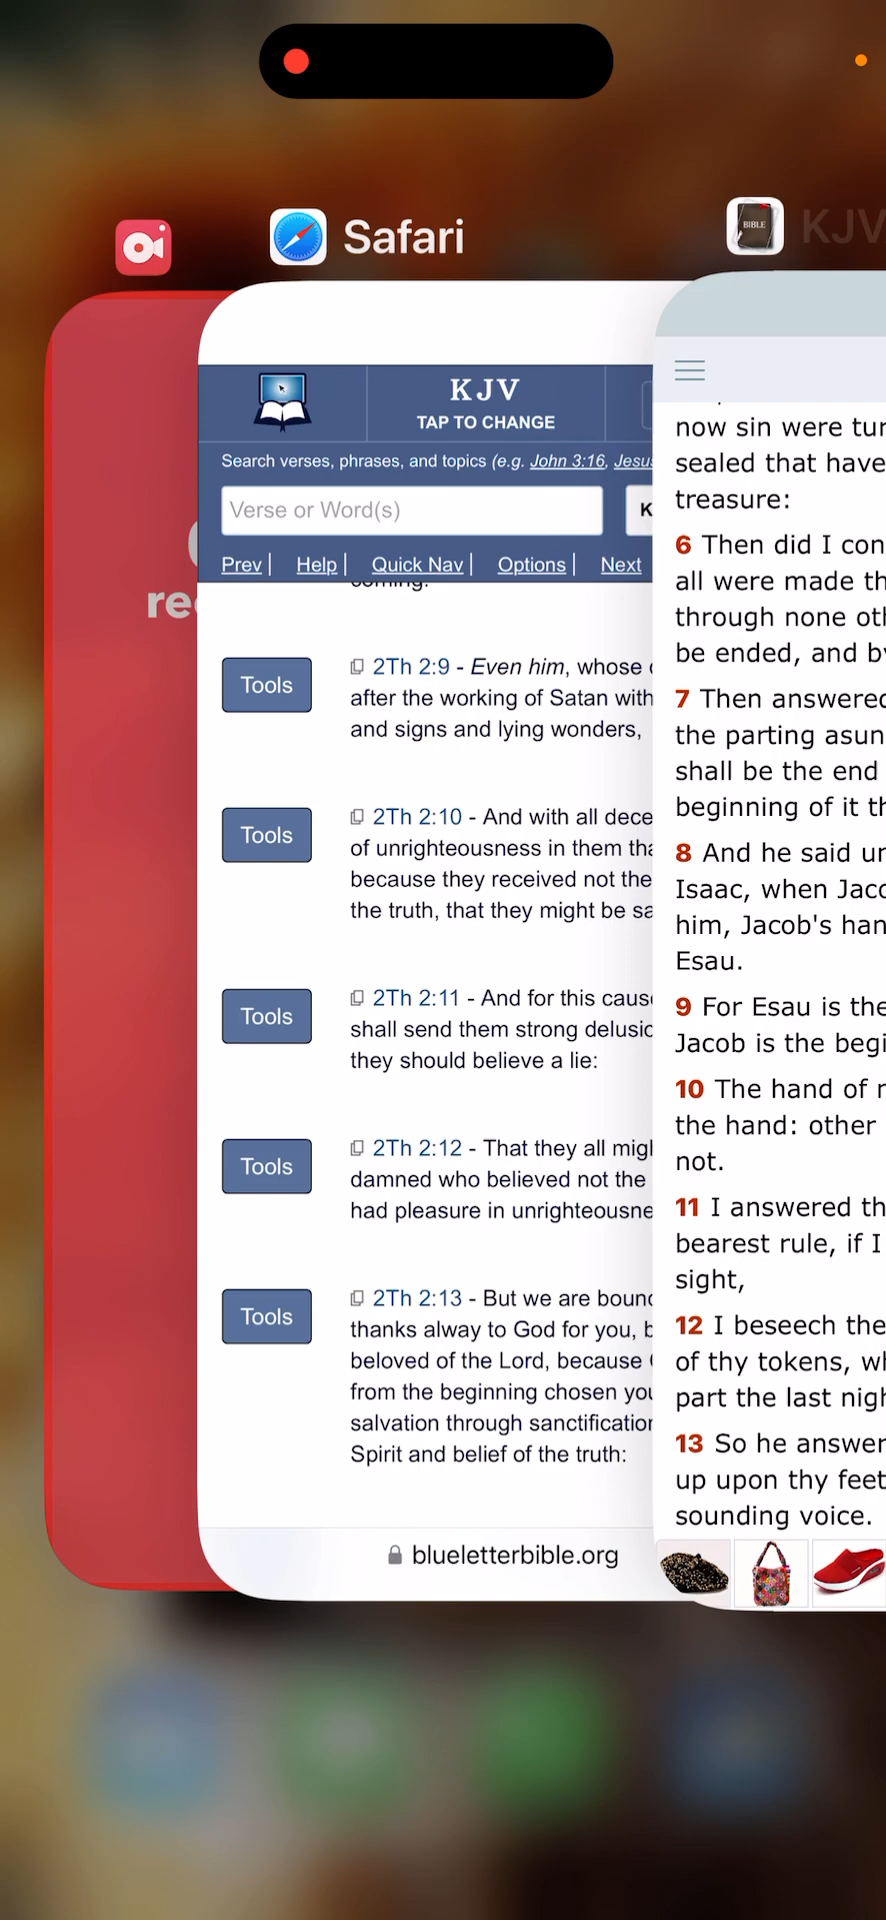 Safari
KJV
KJV
TAP TO CHANGE
Search verses, phrases, and topics (e.g. John 3:16, Jesus
Verse or Word(s)
K
Prev | Help | Quick Nav | Options | Next
coming:
Tools
2Th 2:9 - Even him, whose
after the working of Satan with
and signs and lying wonders,
Tools
2Th 2:10 - And with all dece
of unrighteousness in them tha
because they received not the
the truth, that they might be sa
Tools
2Th 2:11 - And for this cause
shall send them strong delusio
they should believe a lie:
Tools
2Th 2:12 - That they all migh
damned who believed not the
had pleasure in unrighteousne
Tools
2Th 2:13 - But we are bound
thanks alway to God for you, b
beloved of the Lord, because
from the beginning chosen you
salvation through sanctification
Spirit and belief of the truth:
blueletterbible.org
now sin were tur
sealed that have
treasure:
6 Then did I con
all were made th
through none oth
be ended, and by
7 Then answered
the parting asun
shall be the end
beginning of it th
8 And he said un
Isaac, when Jaco
him, Jacob's han
Esau.
9 For Esau is the
Jacob is the begi
10 The hand of m
the hand: other
not.
11 I answered th
bearest rule, if I
sight,
12 I beseech the
of thy tokens, wh
part the last nigh
13 So he answer
up upon thy feet
sounding voice.
BIBLE
rec